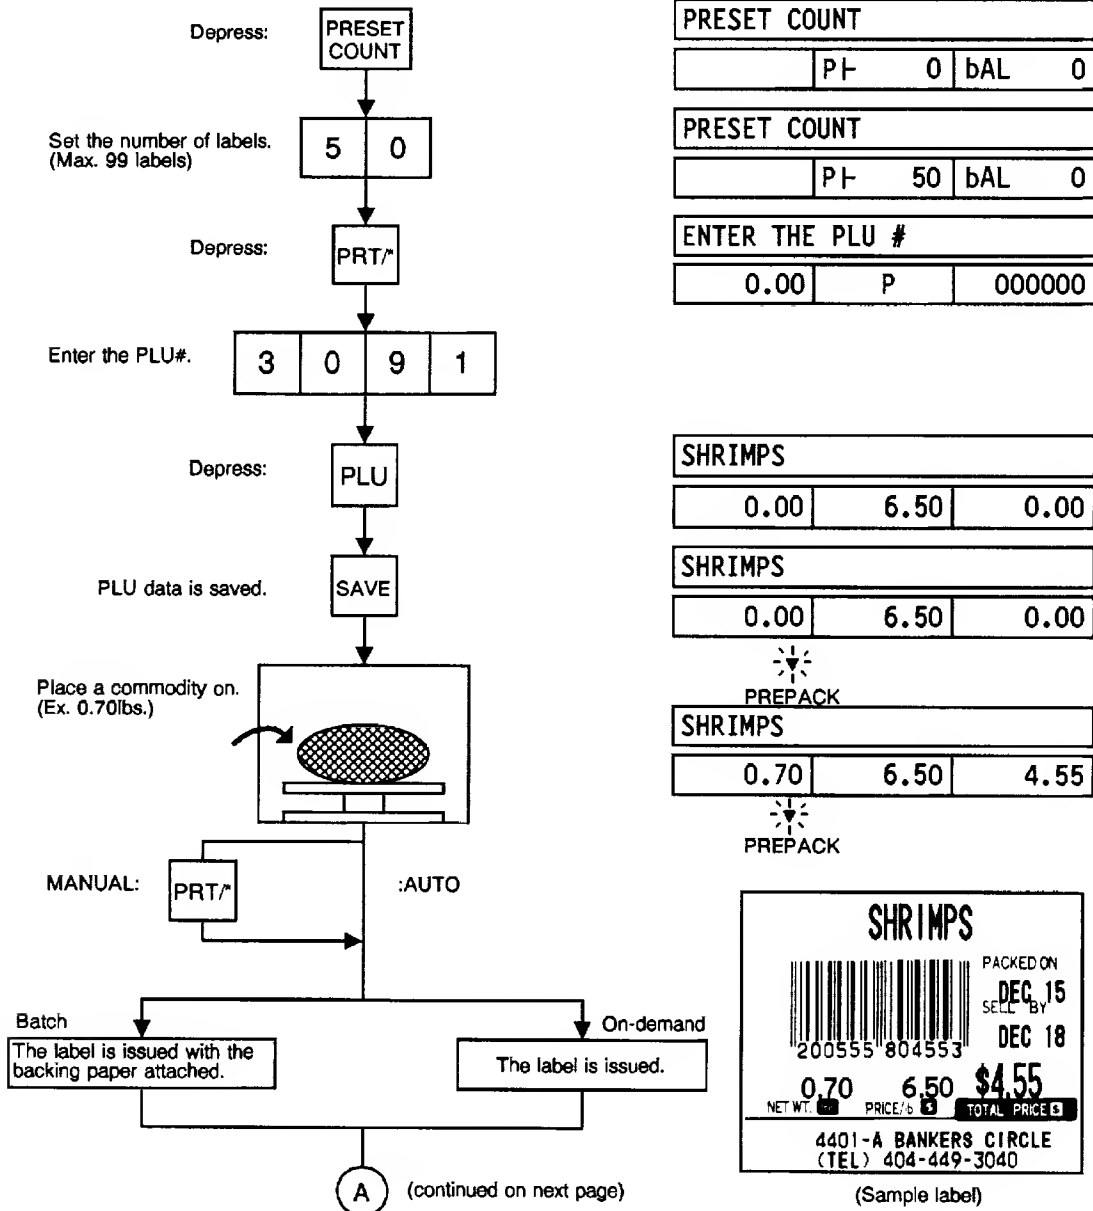 Depress:
PRESET
COUNT
PRESET COUNT
P⊢ 0 bAL 0
Set the number of labels.
(Max. 99 labels)
5 0
PRESET COUNT
P⊢ 50 bAL 0
Depress:
PRT/*
ENTER THE PLU #
0.00 P 000000
Enter the PLU#.
3 0 9 1
Depress:
PLU
SHRIMPS
0.00 6.50 0.00
PLU data is saved.
SAVE
SHRIMPS
0.00 6.50 0.00
PREPACK
Place a commodity on.
(Ex. 0.70lbs.)
SHRIMPS
0.70 6.50 4.55
PREPACK
MANUAL:
PRT/*
:AUTO
Batch
The label is issued with the
backing paper attached.
On-demand
The label is issued.
A
(continued on next page)
SHRIMPS
PACKED ON
DEC 15
SELL BY
DEC 18
200555 804553
0.70 6.50 $4.55
NET WT. PRICE/lb $ TOTAL PRICE $
4401-A BANKERS CIRCLE
(TEL) 404-449-3040
(Sample label)